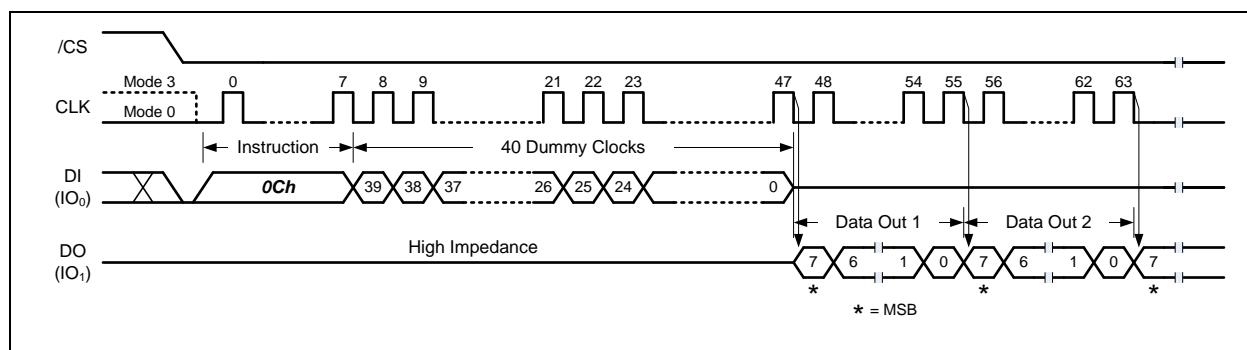 /CS
Mode 3 0 7 8 9 21 22 23 47 48 54 55 56 62 63
CLK
Mode 0
Instruction 40 Dummy Clocks
DI
(IO0)
0Ch 39 38 37 26 25 24 0
Data Out 1 Data Out 2
High Impedance
DO
(IO1)
7 6 1 0 7 6 1 0 7
* * *
* = MSB